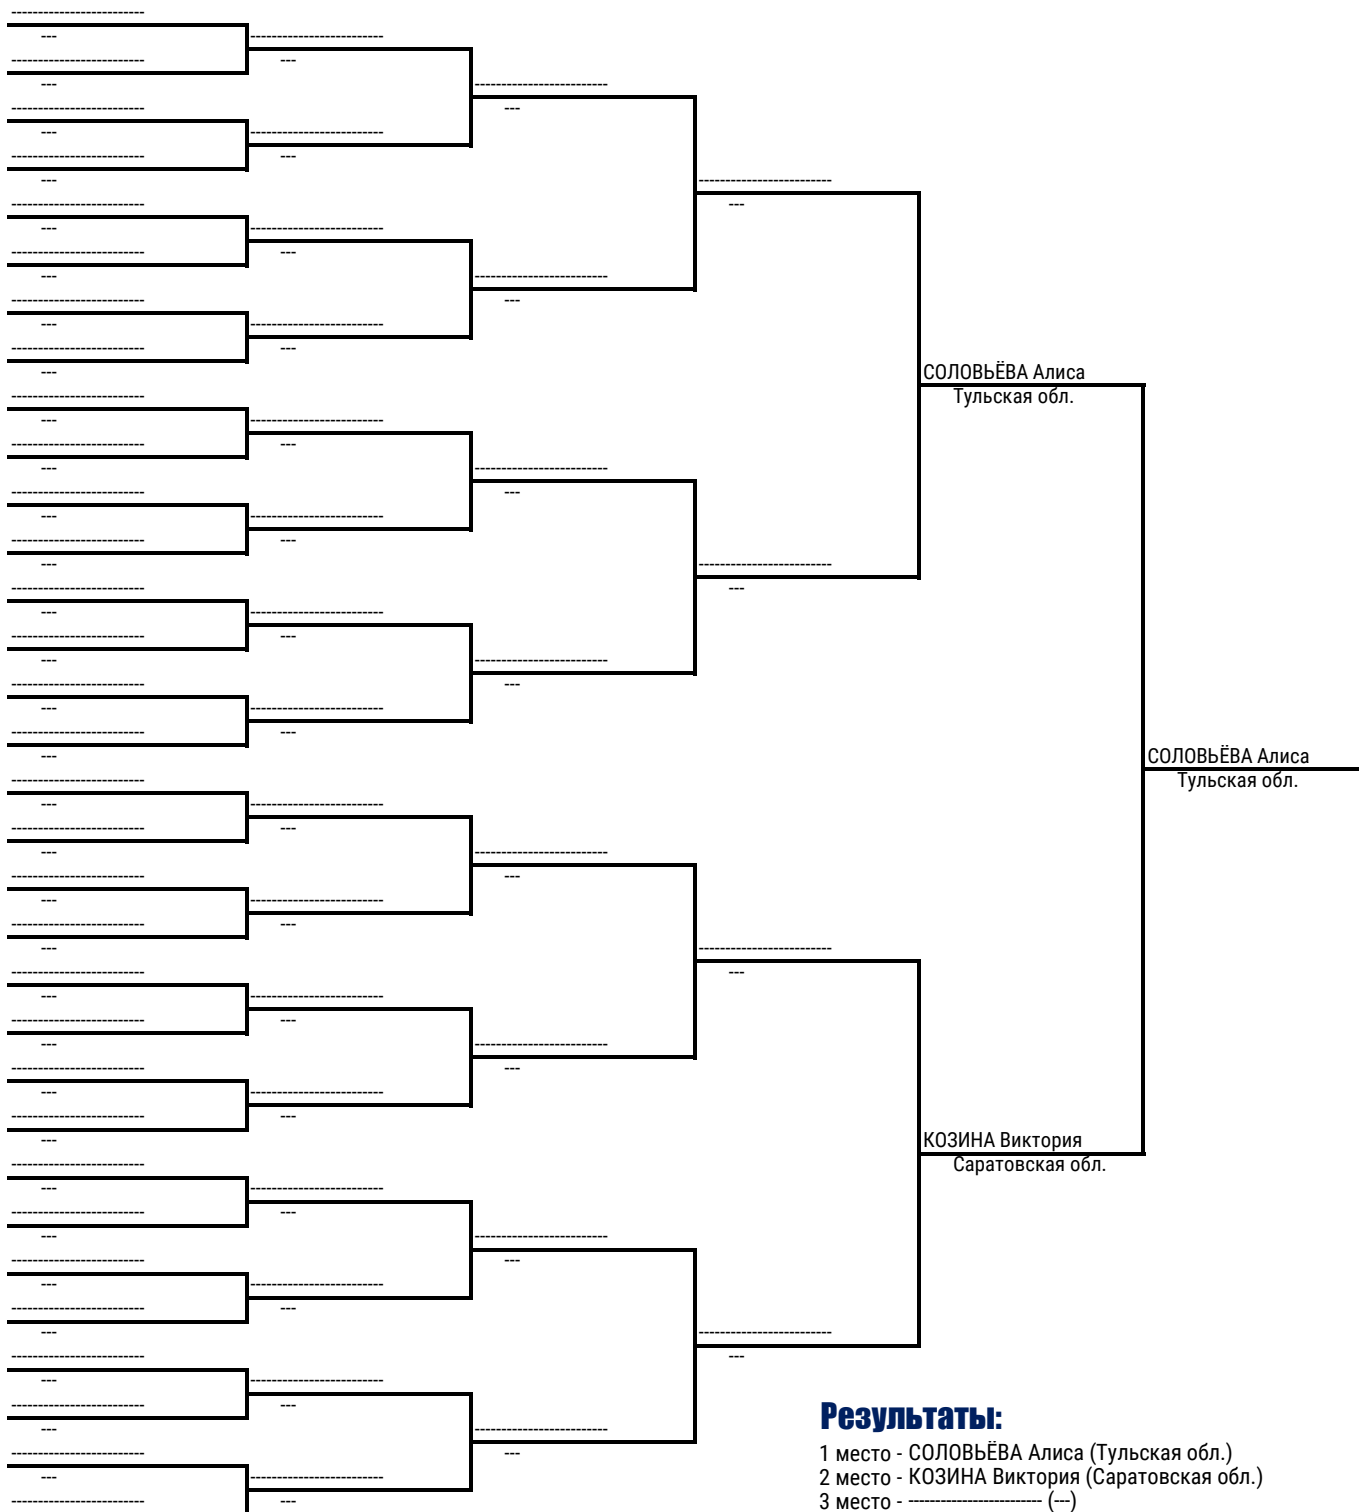 СОЛОВЬЁВА Алиса
Тульская обл.
СОЛОВЬЁВА Алиса
Тульская обл.
КОЗИНА Виктория
Саратовская обл.
Результаты:
1 место - СОЛОВЬЁВА Алиса (Тульская обл.)
2 место - КОЗИНА Виктория (Саратовская обл.)
3 место - ------------------------- (---)